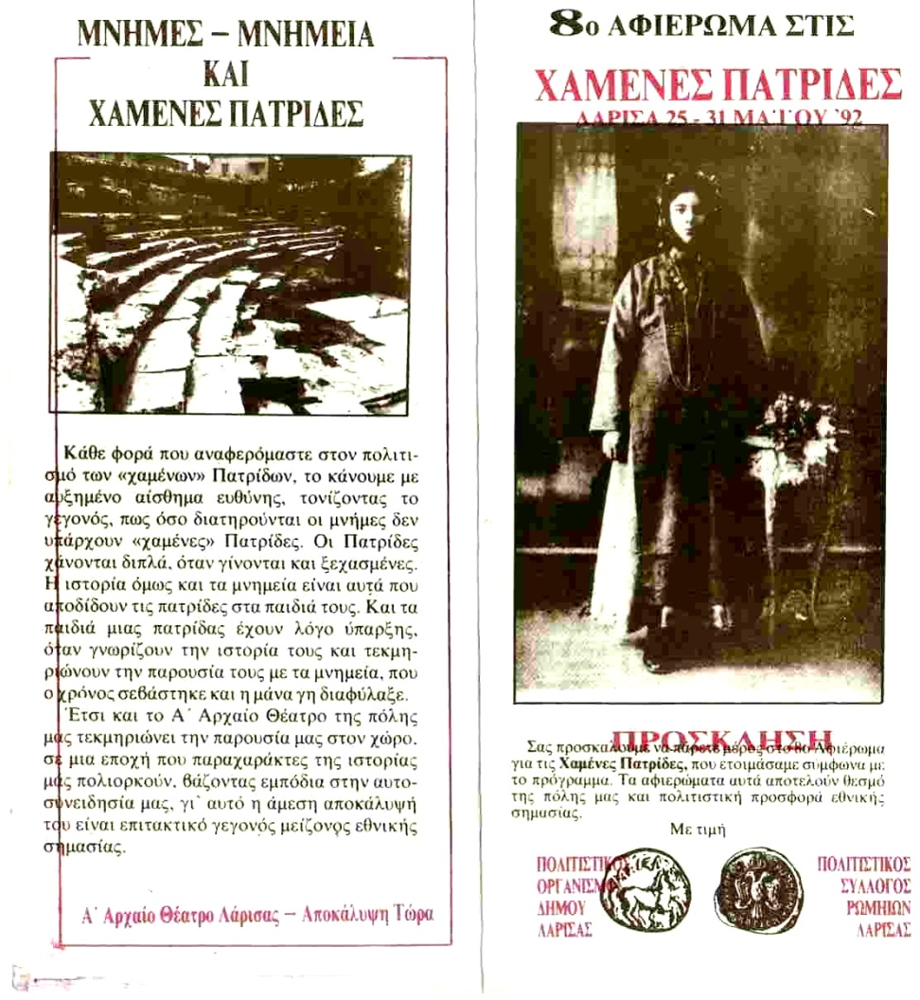 ΜΝΗΜΕΣ – ΜΝΗΜΕΙΑ
ΚΑΙ
ΧΑΜΕΝΕΣ ΠΑΤΡΙΔΕΣ
Κάθε φορά που αναφερόμαστε στον πολιτι-
σμό των «χαμένων» Πατρίδων, το κάνουμε με
αυξημένο αίσθημα ευθύνης, τονίζοντας το
γεγονός, πως όσο διατηρούνται οι μνήμες δεν
υπάρχουν «χαμένες» Πατρίδες. Οι Πατρίδες
χάνονται διπλά, όταν γίνονται και ξεχασμένες.
Η ιστορία όμως και τα μνημεία είναι αυτά που
αποδίδουν τις πατρίδες στα παιδιά τους. Και τα
παιδιά μιας πατρίδας έχουν λόγο ύπαρξης,
όταν γνωρίζουν την ιστορία τους και τεκμη-
ριώνουν την παρουσία τους με τα μνημεία, που
ο χρόνος σεβάστηκε και η μάνα γη διαφύλαξε.
Έτσι και το Α΄ Αρχαίο Θέατρο της πόλης
μας τεκμηριώνει την παρουσία μας στον χώρο,
σε μια εποχή που παραχαράκτες της ιστορίας
μας πολιορκούν, βάζοντας εμπόδια στην αυτο-
συνειδησία μας, γι΄ αυτό η άμεση αποκάλυψή
του είναι επιτακτικό γεγονός μείζονος εθνικής
σημασίας.
Α΄ Αρχαίο Θέατρο Λάρισας – Αποκάλυψη Τώρα
8ο ΑΦΙΕΡΩΜΑ ΣΤΙΣ
ΧΑΜΕΝΕΣ ΠΑΤΡΙΔΕΣ
ΛΑΡΙΣΑ 25 - 31 ΜΑΪΟΥ '92
ΠΡΟΣΚΛΗΣΗ
Σας προσκαλούμε να πάρετε μέρος στο 8ο Αφιέρωμα
για τις Χαμένες Πατρίδες, που ετοιμάσαμε σύμφωνα με
το πρόγραμμα. Τα αφιερώματα αυτά αποτελούν θεσμό
της πόλης μας και πολιτιστική προσφορά εθνικής
σημασίας.
Με τιμή
ΠΟΛΙΤΙΣΤΙΚΟΣ
ΟΡΓΑΝΙΣΜΟΣ
ΔΗΜΟΥ
ΛΑΡΙΣΑΣ
ΠΟΛΙΤΙΣΤΙΚΟΣ
ΣΥΛΛΟΓΟΣ
ΡΩΜΗΙΩΝ
ΛΑΡΙΣΑΣ